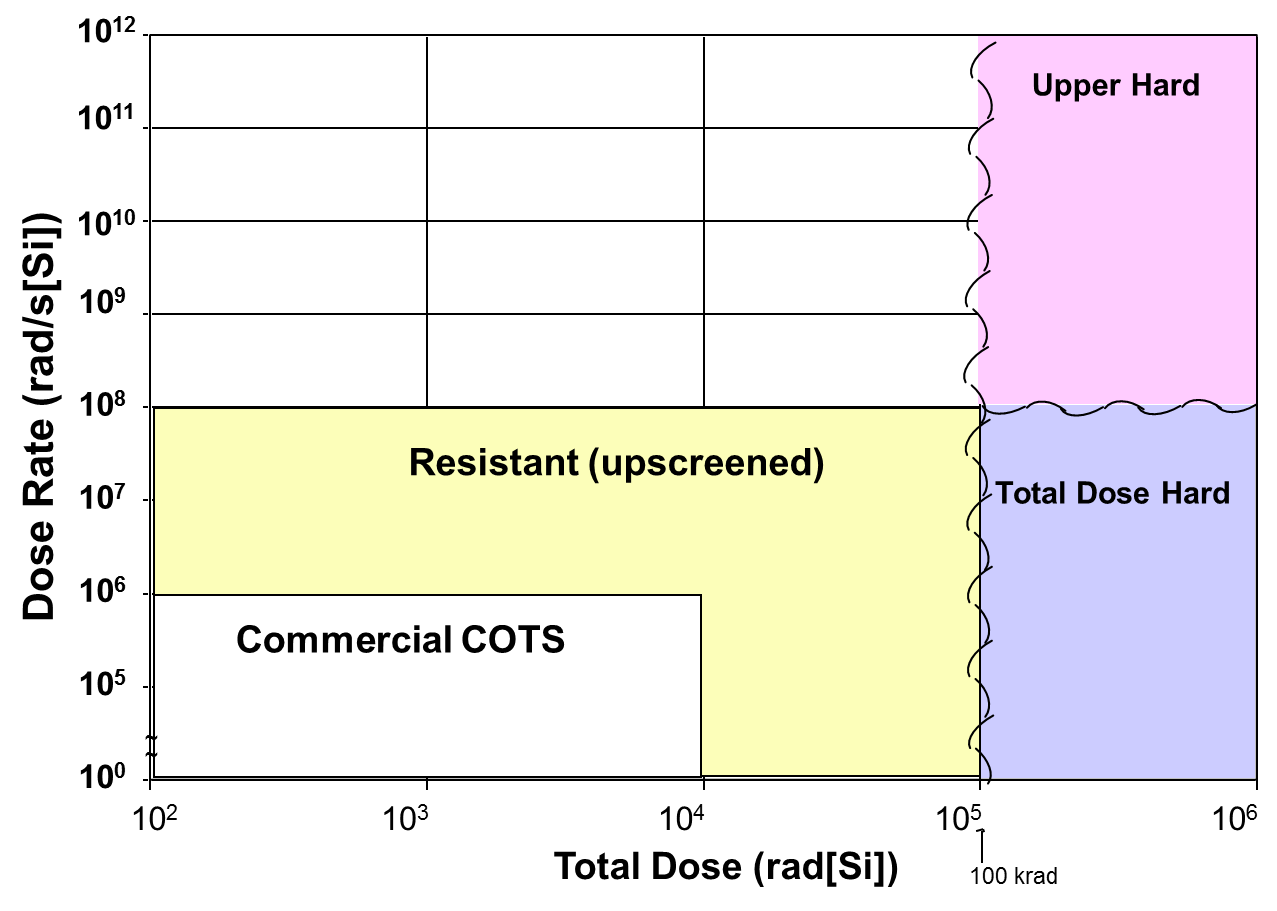 10¹²
Upper Hard
10¹¹
10¹⁰
10⁹
10⁸
Resistant (upscreened)
10⁷
Total Dose Hard
10⁶
Commercial COTS
10⁵
10⁰
Dose Rate (rad/s[Si])
10²
10³
10⁴
10⁵
10⁶
Total Dose (rad[Si])
100 krad